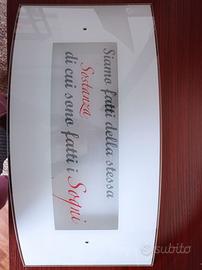 Siamo fatti della stessa
Sostanza
di cui sono fatti i Sogni
subito